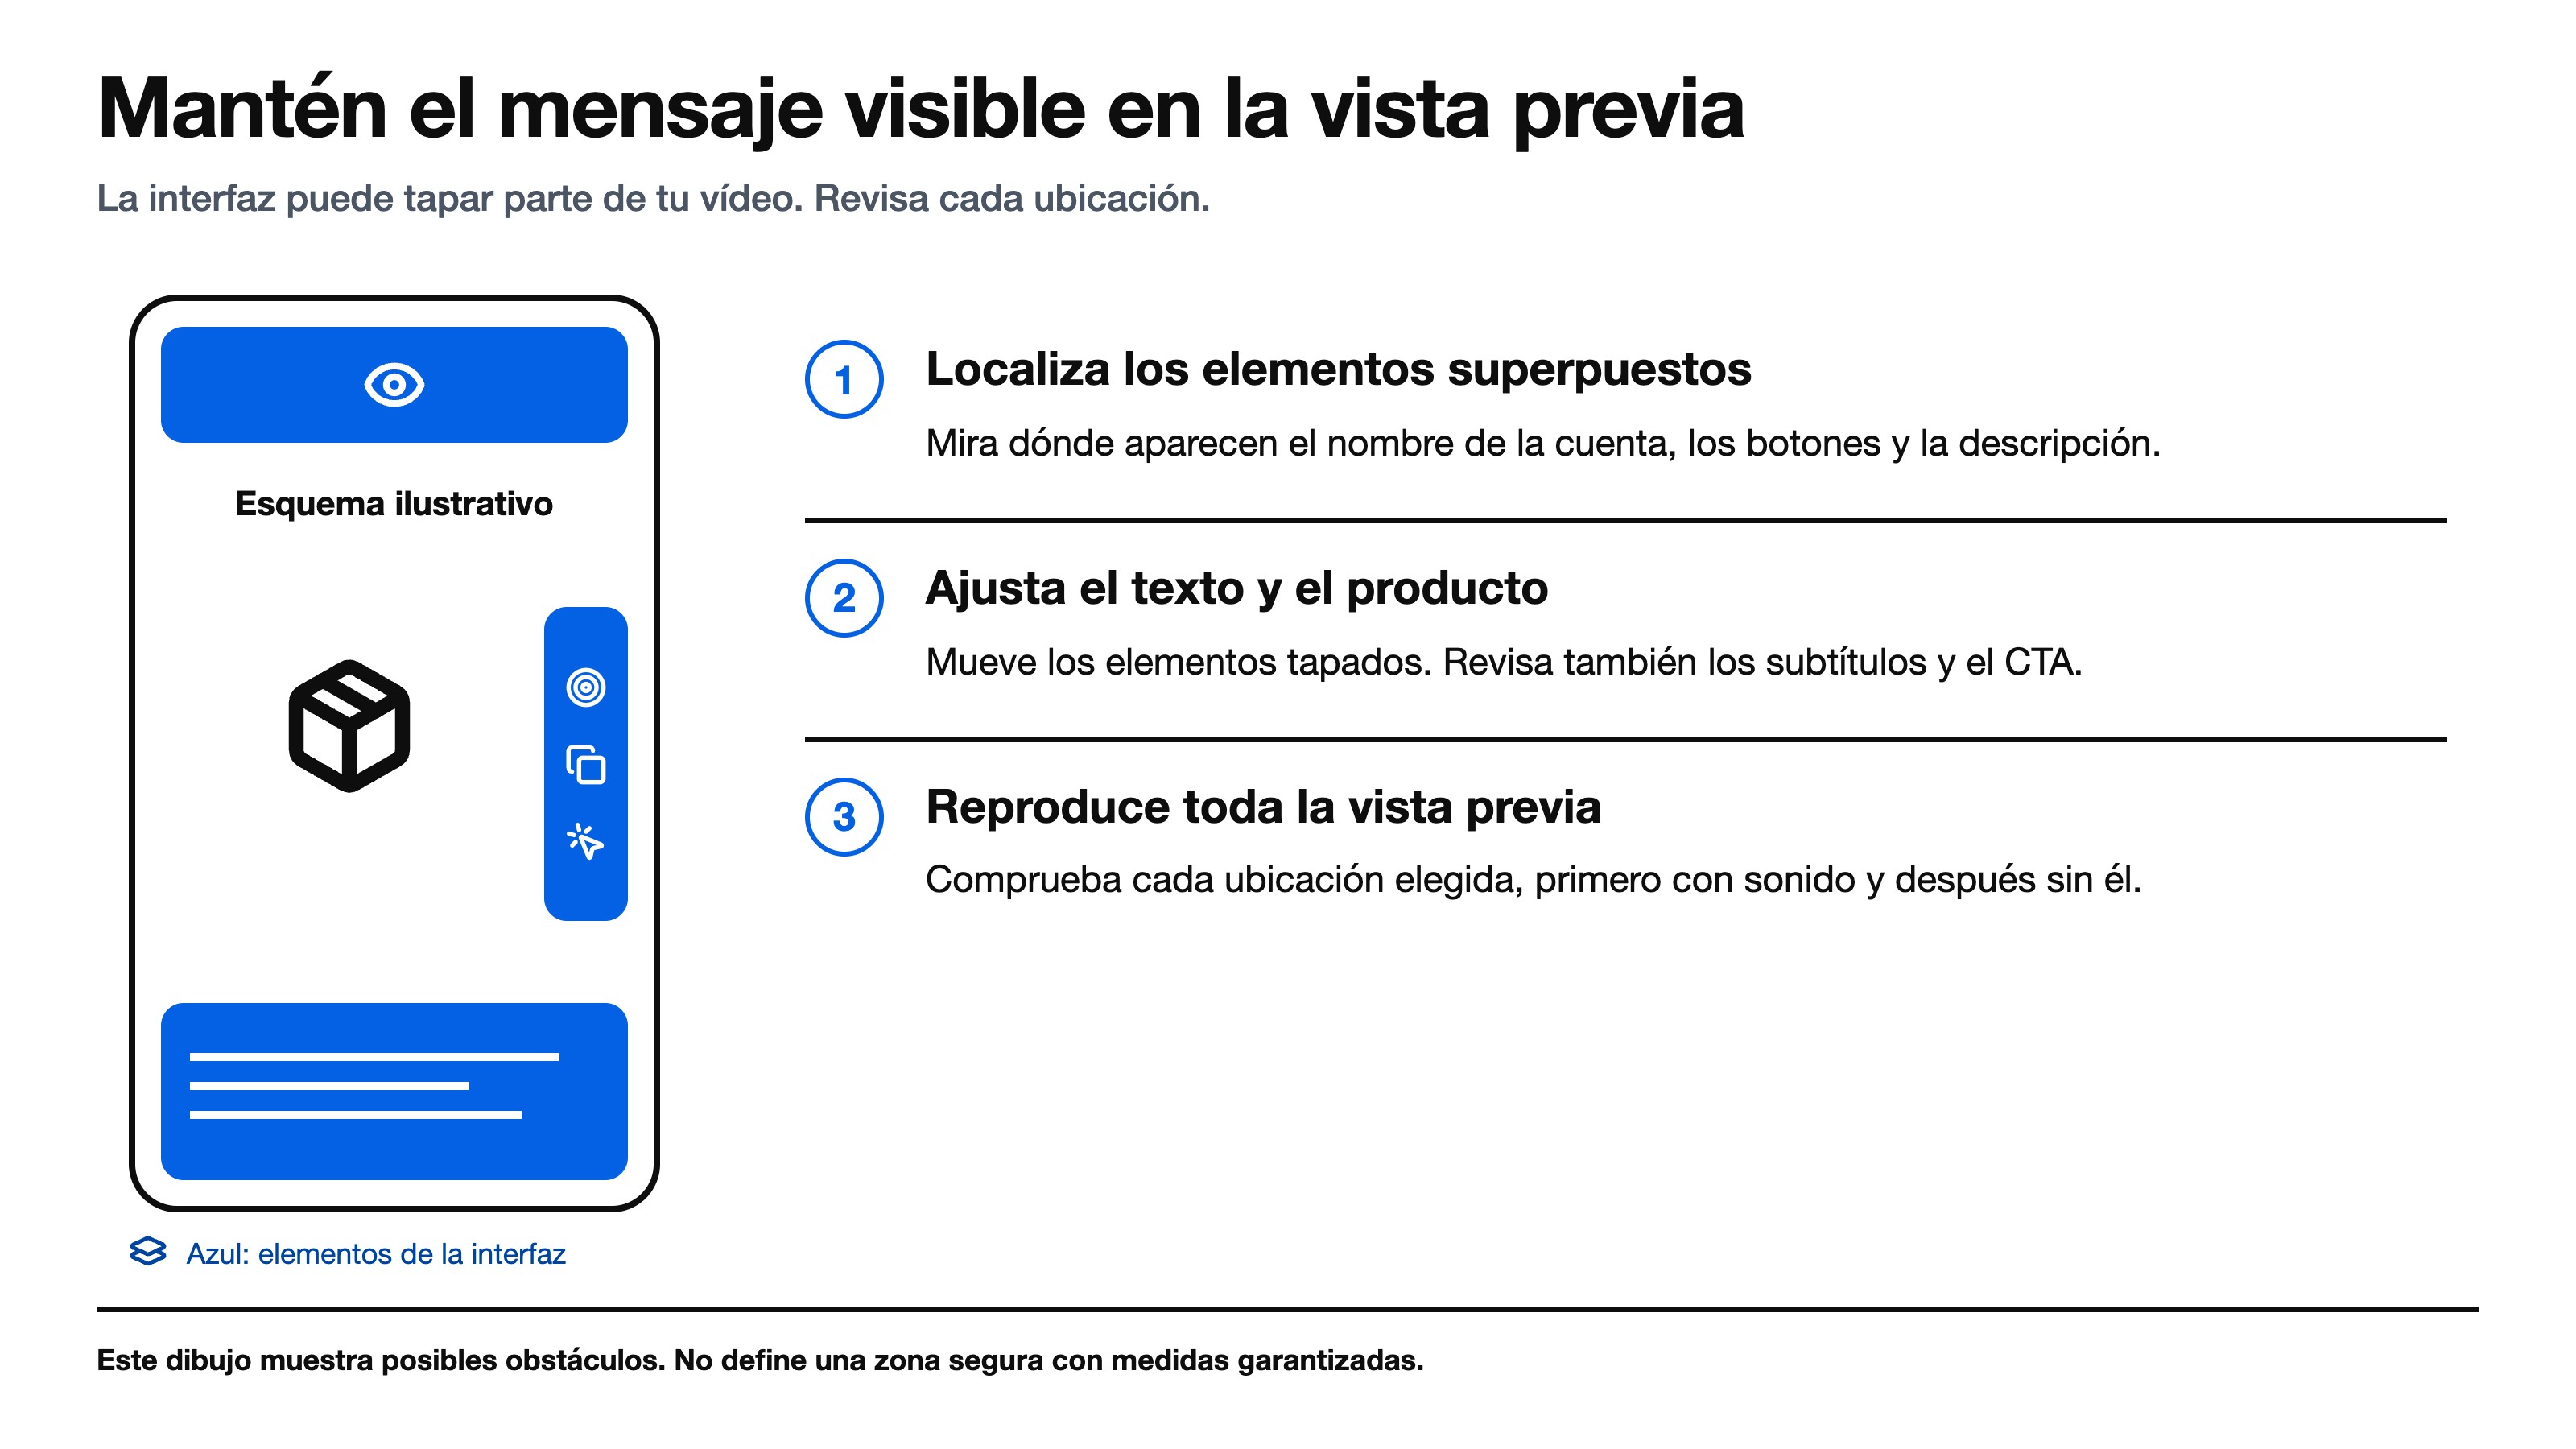 Mantén el mensaje visible en la vista previa
La interfaz puede tapar parte de tu vídeo. Revisa cada ubicación.
Esquema ilustrativo
Azul: elementos de la interfaz
1
Localiza los elementos superpuestos
Mira dónde aparecen el nombre de la cuenta, los botones y la descripción.
2
Ajusta el texto y el producto
Mueve los elementos tapados. Revisa también los subtítulos y el CTA.
3
Reproduce toda la vista previa
Comprueba cada ubicación elegida, primero con sonido y después sin él.
Este dibujo muestra posibles obstáculos. No define una zona segura con medidas garantizadas.